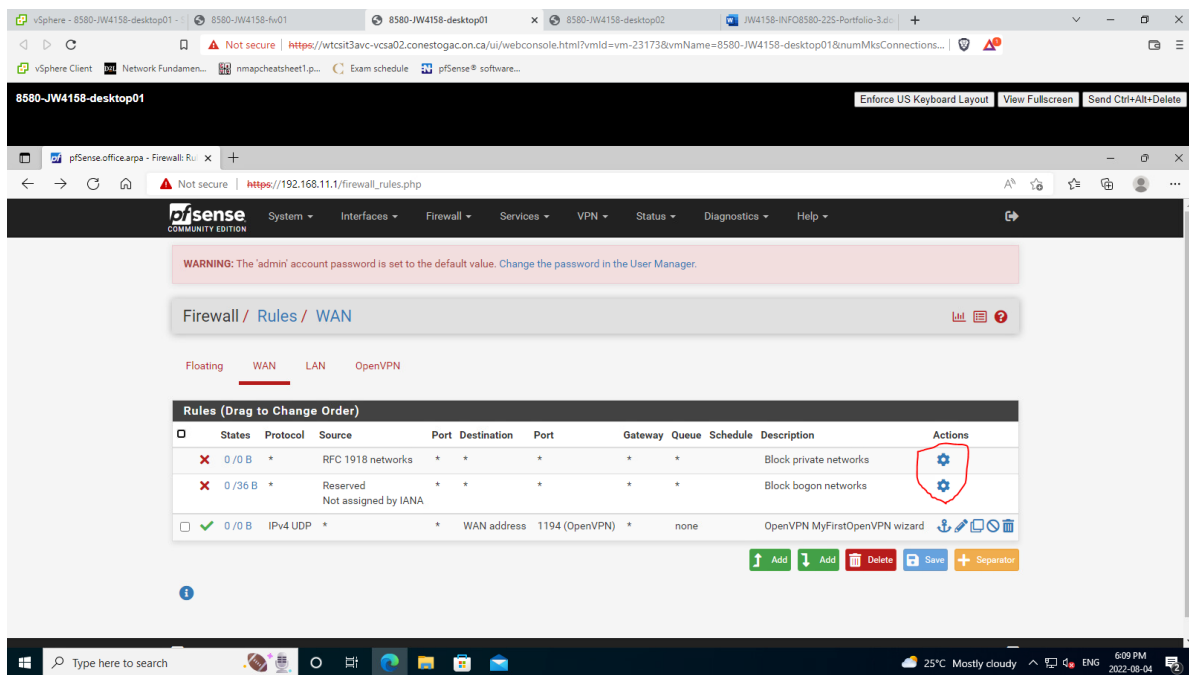 vSphere - 8580-JW4158-desktop01 - S
8580-JW4158-fw01
8580-JW4158-desktop01
8580-JW4158-desktop02
JW4158-INFO8580-22S-Portfolio-3.do
Not secure https://wtcsit3avc-vcsa02.conestogac.on.ca/ui/webconsole.html?vmId=vm-23173&vmName=8580-JW4158-desktop01&numMksConnections...
vSphere Client Network Fundamen... nmapcheatsheet1.p... Exam schedule pfSense® software...
8580-JW4158-desktop01
Enforce US Keyboard Layout View Fullscreen Send Ctrl+Alt+Delete
pfSense.office.arpa - Firewall: Rul
Not secure https://192.168.11.1/firewall_rules.php
pfsense COMMUNITY EDITION
System Interfaces Firewall Services VPN Status Diagnostics Help
WARNING: The 'admin' account password is set to the default value. Change the password in the User Manager.
Firewall / Rules / WAN
Floating WAN LAN OpenVPN
Rules (Drag to Change Order)
States Protocol Source Port Destination Port Gateway Queue Schedule Description Actions
0 /0 B * RFC 1918 networks * * * * * Block private networks
0 /36 B * Reserved * * * * * Block bogon networks
Not assigned by IANA
0 /0 B IPv4 UDP * * WAN address 1194 (OpenVPN) * none OpenVPN MyFirstOpenVPN wizard
Add Add Delete Save Separator
Type here to search
25°C Mostly cloudy ENG
6:09 PM
2022-08-04
2